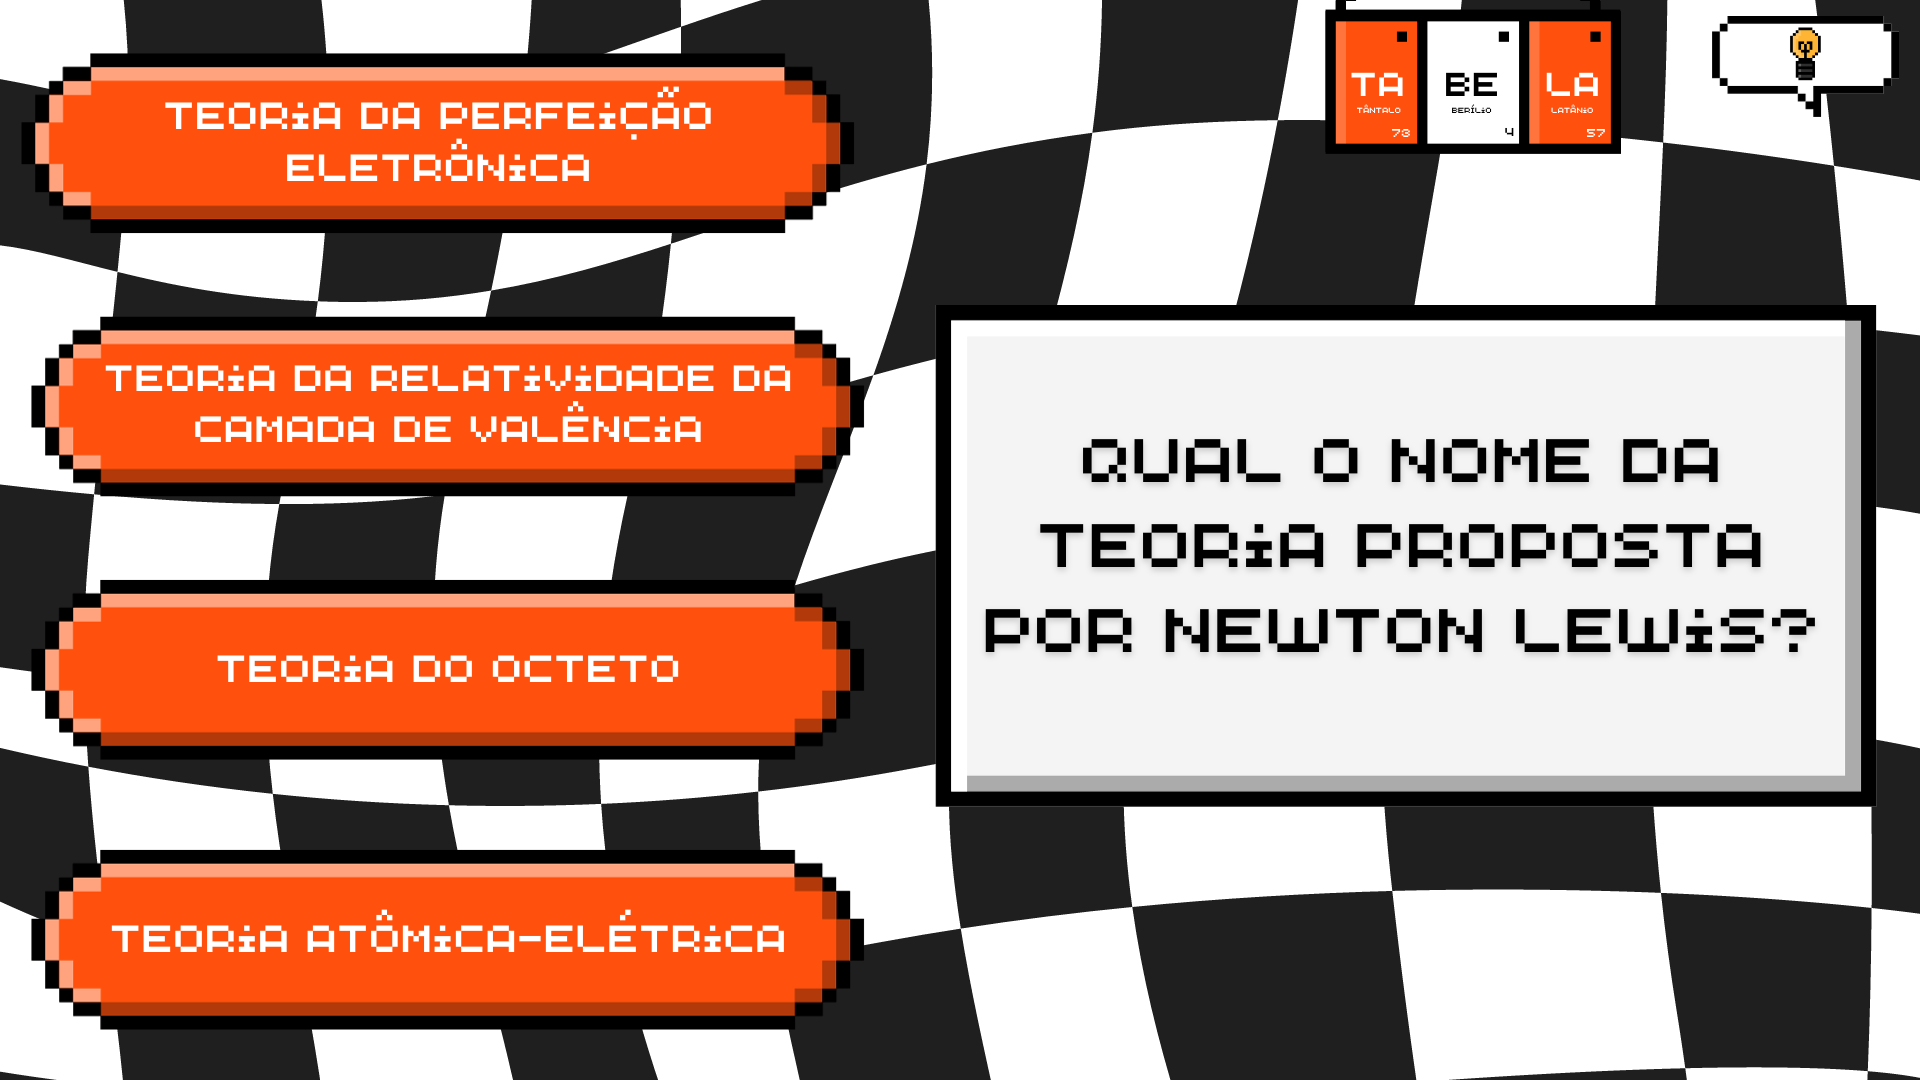 TEORIA DA PERFEIÇÃO
ELETRÔNICA
TEORIA DA RELATIVIDADE DA
CAMADA DE VALÊNCIA
TEORIA DO OCTETO
TEORIA ATÔMICA-ELÉTRICA
TA
TÂNTALO
73
BE
BERÍLIO
4
LA
LATÂNIO
57
QUAL O NOME DA
TEORIA PROPOSTA
POR NEWTON LEWIS?